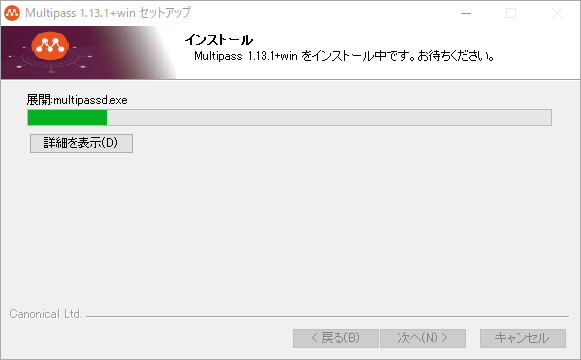 Multipass 1.13.1+win セットアップ
インストール
Multipass 1.13.1+win をインストール中です。お待ちください。
展開:multipassd.exe
詳細を表示(D)
Canonical Ltd.
< 戻る(B)
次へ(N) >
キャンセル